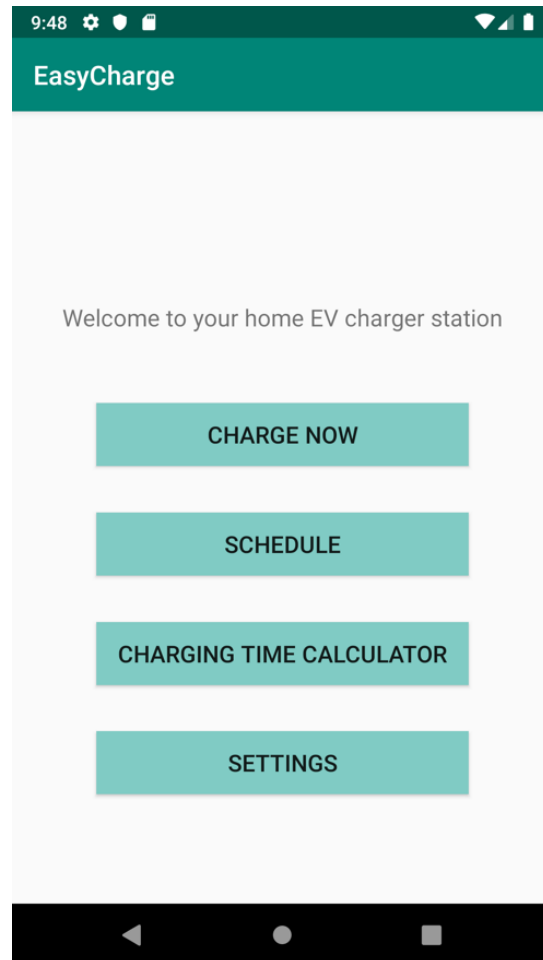 9:48
EasyCharge
Welcome to your home EV charger station
CHARGE NOW
SCHEDULE
CHARGING TIME CALCULATOR
SETTINGS